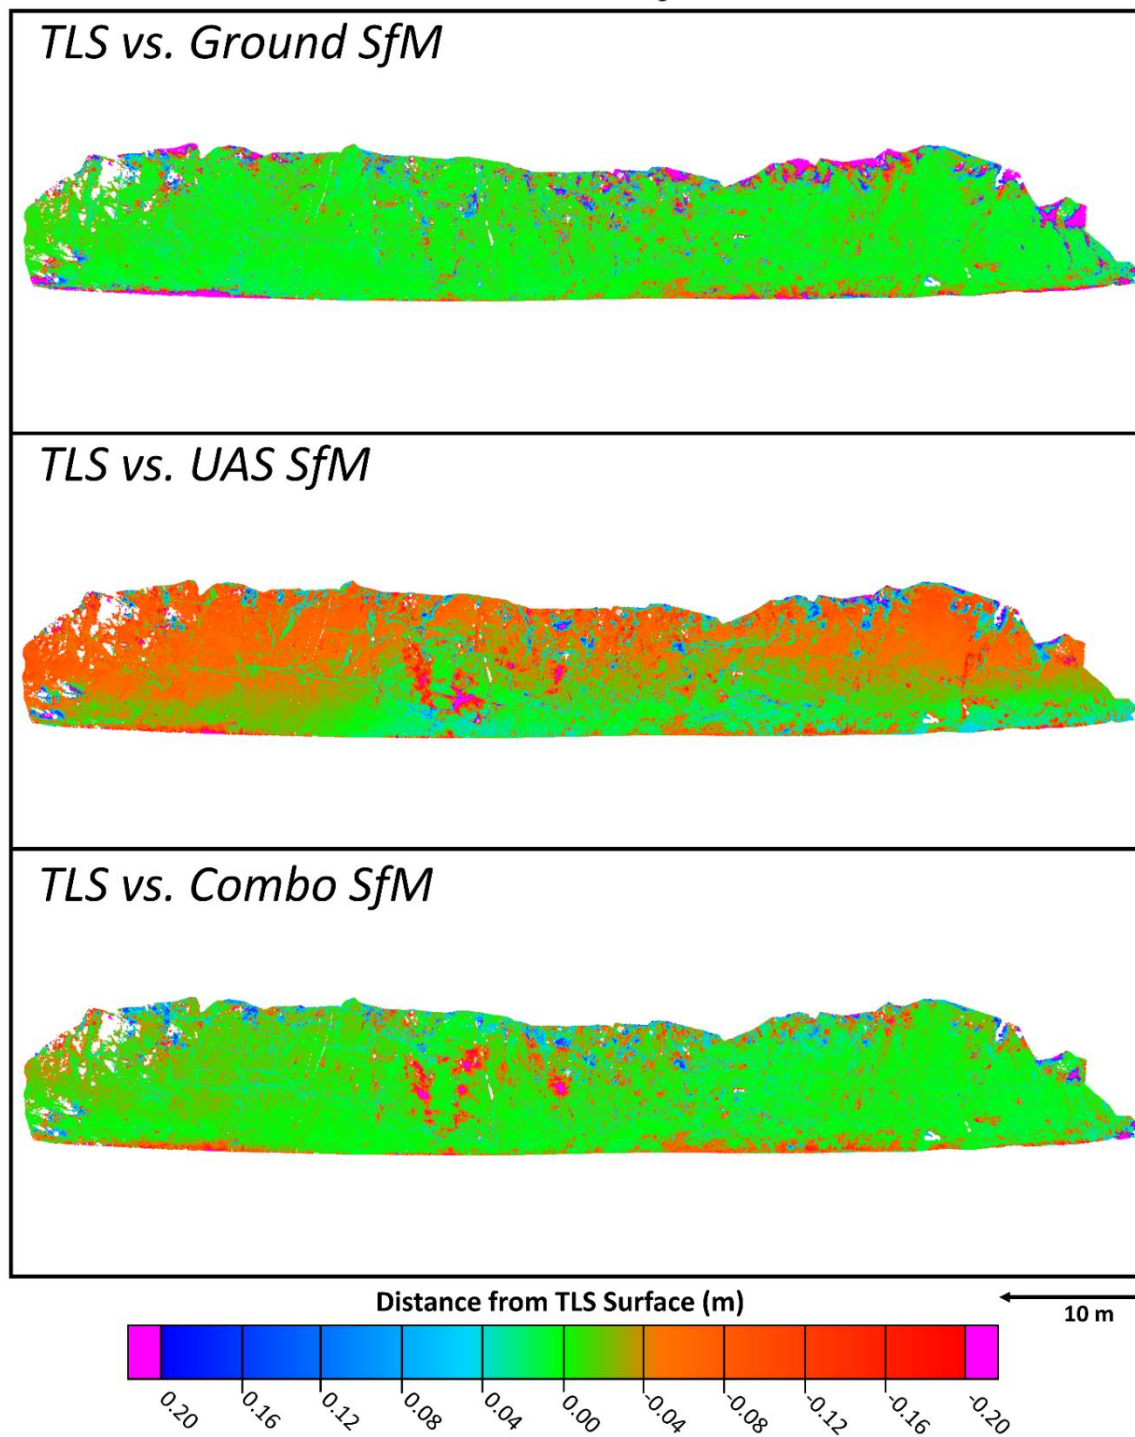 TLS vs. Ground SfM
TLS vs. UAS SfM
TLS vs. Combo SfM
Distance from TLS Surface (m)
10 m
0.20
0.16
0.12
0.08
0.04
0.00
-0.04
-0.08
-0.12
-0.16
-0.20